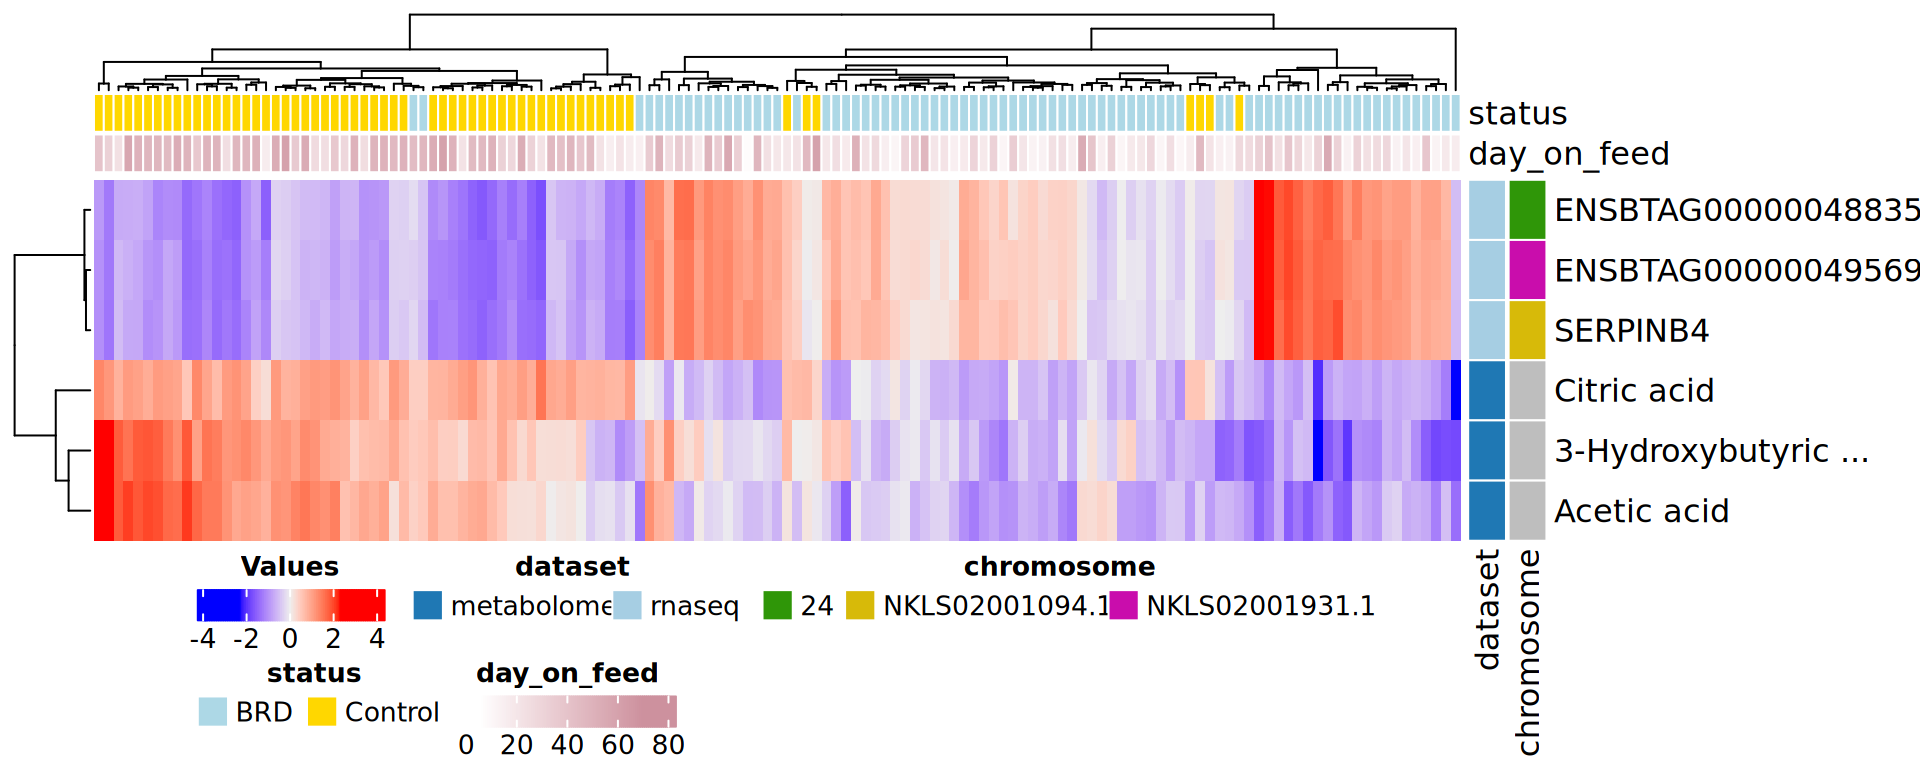 status
day_on_feed
ENSBTAG00000048835
ENSBTAG00000049569
SERPINB4
Citric acid
3-Hydroxybutyric ...
Acetic acid
dataset
chromosome
Values
-4 -2 0 2 4
dataset
metabolome rnaseq
chromosome
24 NKLS02001094.1 NKLS02001931.1
status
BRD Control
day_on_feed
0 20 40 60 80